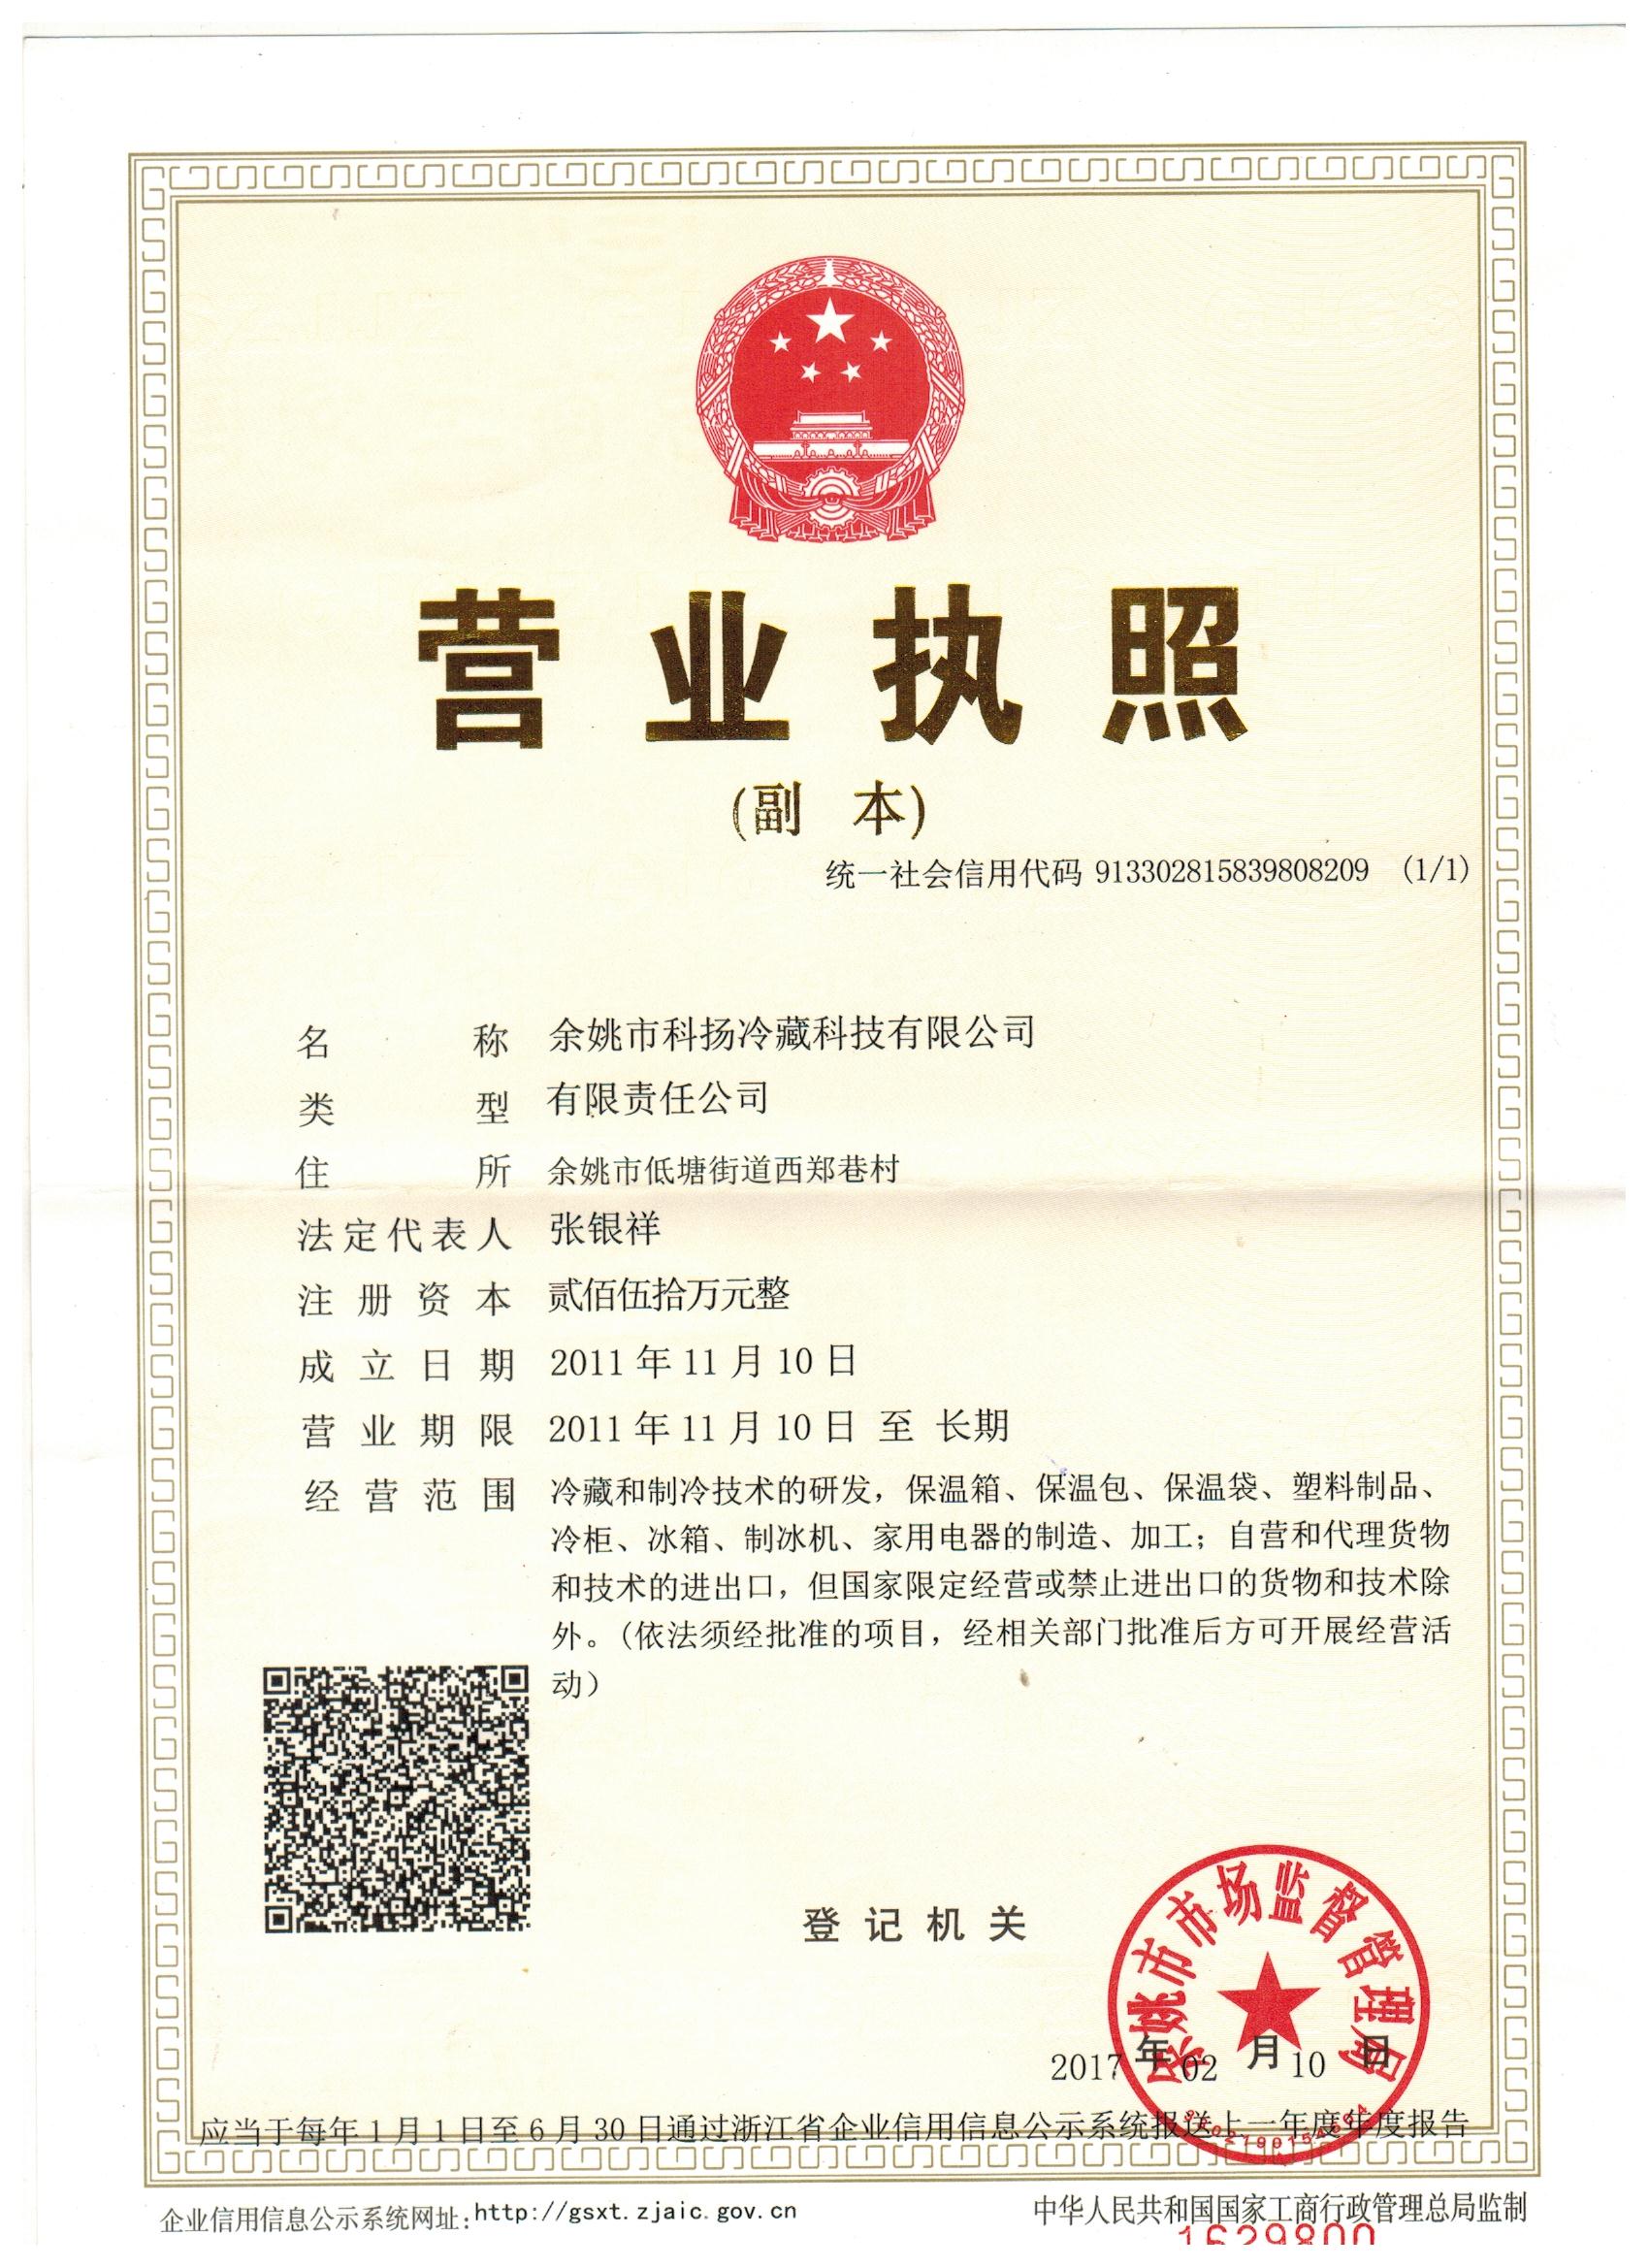 营业执照
(副 本)
统一社会信用代码 913302815839808209 (1/1)
名 称 余姚市科扬冷藏科技有限公司
类 型 有限责任公司
住 所 余姚市低塘街道西郑巷村
法定代表人 张银祥
注册资本 贰佰伍拾万元整
成立日期 2011年11月10日
营业期限 2011年11月10日 至 长期
经营范围 冷藏和制冷技术的研发，保温箱、保温包、保温袋、塑料制品、
冷柜、冰箱、制冰机、家用电器的制造、加工；自营和代理货物
和技术的进出口，但国家限定经营或禁止进出口的货物和技术除
外。（依法须经批准的项目，经相关部门批准后方可开展经营活
动）
登记机关
余姚市市场监督管理局
2017 年 02 月 10 日
应当于每年1月1日至6月30日通过浙江省企业信用信息公示系统报送上一年度年度报告
企业信用信息公示系统网址：http://gsxt.zjaic.gov.cn
中华人民共和国国家工商行政管理总局监制
1629800